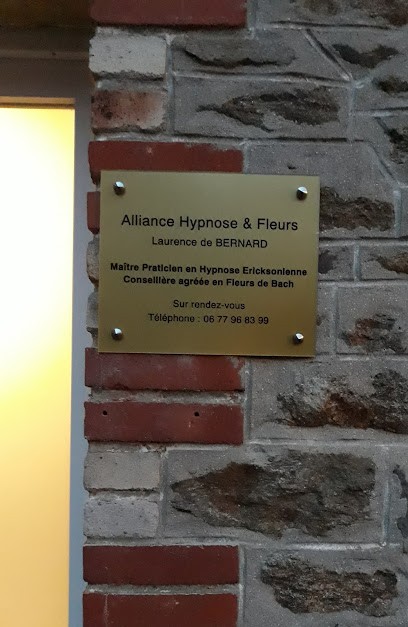 Alliance Hypnose & Fleurs
Laurence de BERNARD
Maître Praticien en Hypnose Ericksonienne
Conseillère agréée en Fleurs de Bach
Sur rendez-vous
Téléphone : 06 77 96 83 99